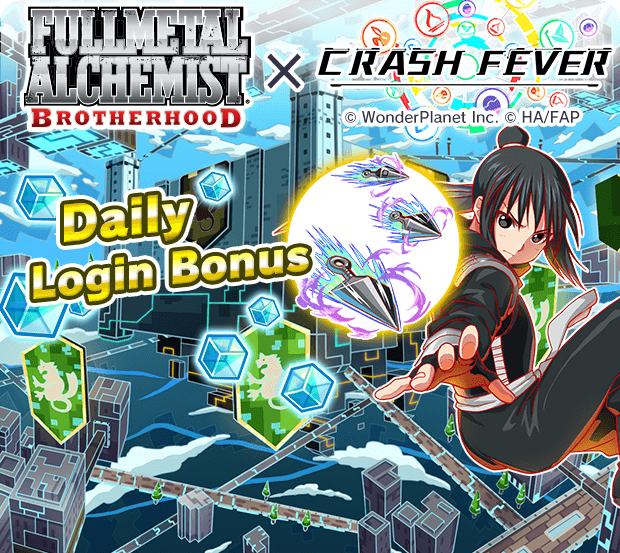 FULLMETAL
ALCHEMIST
BROTHERHOOD
×
CRASH FEVER
© WonderPlanet Inc. © HA/FAP
Daily
Login Bonus